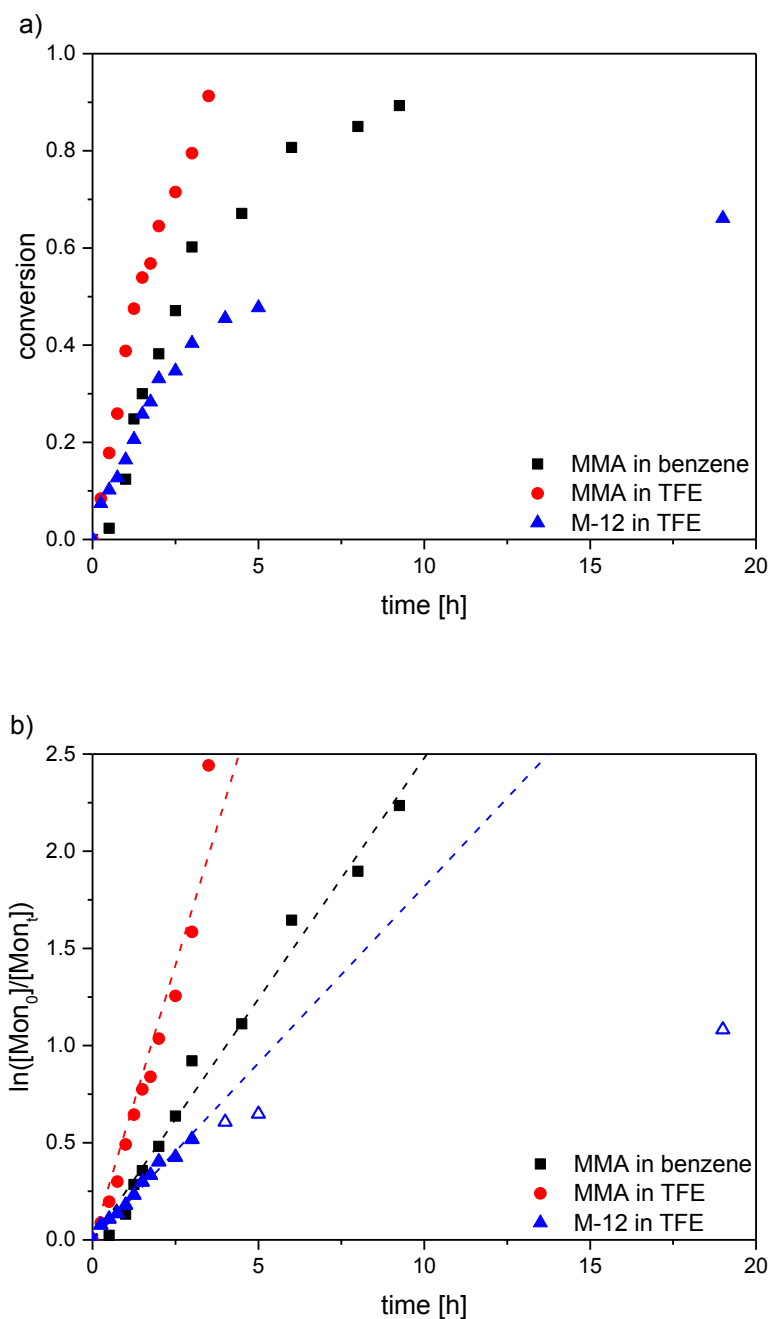 a)
1.0
0.8
0.6
0.4
0.2
0.0
conversion
MMA in benzene
MMA in TFE
M-12 in TFE
0 5 10 15 20
time [h]
b)
2.5
2.0
1.5
1.0
0.5
0.0
ln([Mon₀]/[Monₜ])
MMA in benzene
MMA in TFE
M-12 in TFE
0 5 10 15 20
time [h]